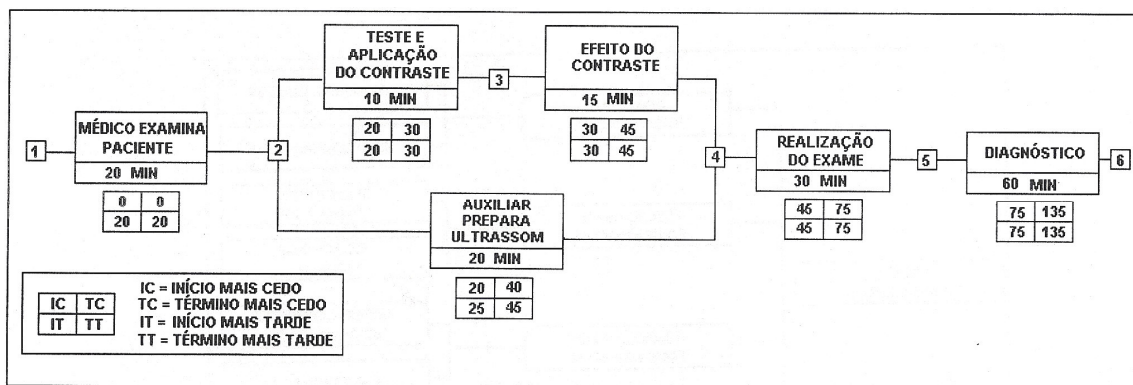 1
MÉDICO EXAMINA
PACIENTE
20 MIN
0 0
20 20
2
TESTE E
APLICAÇÃO
DO CONTRASTE
10 MIN
20 30
20 30
3
EFEITO DO
CONTRASTE
15 MIN
30 45
30 45
AUXILIAR
PREPARA
ULTRASSOM
20 MIN
20 40
25 45
4
REALIZAÇÃO
DO EXAME
30 MIN
45 75
45 75
5
DIAGNÓSTICO
60 MIN
75 135
75 135
6
IC TC
IT TT
IC = INÍCIO MAIS CEDO
TC = TÉRMINO MAIS CEDO
IT = INÍCIO MAIS TARDE
TT = TÉRMINO MAIS TARDE